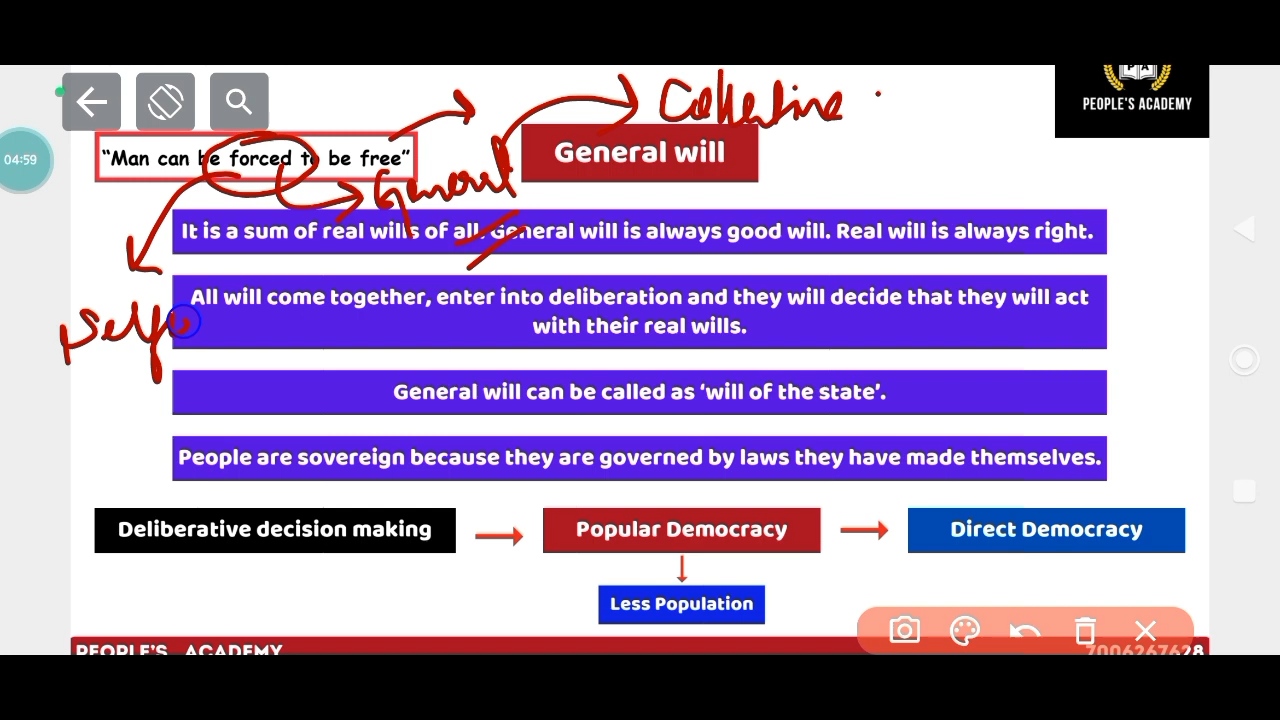 PEOPLE'S ACADEMY
04:59
Collective
"Man can be forced to be free"
General will
General
It is a sum of real wills of all. General will is always good will. Real will is always right.
All will come together, enter into deliberation and they will decide that they will act
with their real wills.
General will can be called as 'will of the state'.
People are sovereign because they are governed by laws they have made themselves.
Deliberative decision making
Popular Democracy
Direct Democracy
Less Population
PEOPLE'S ACADEMY
7006267628